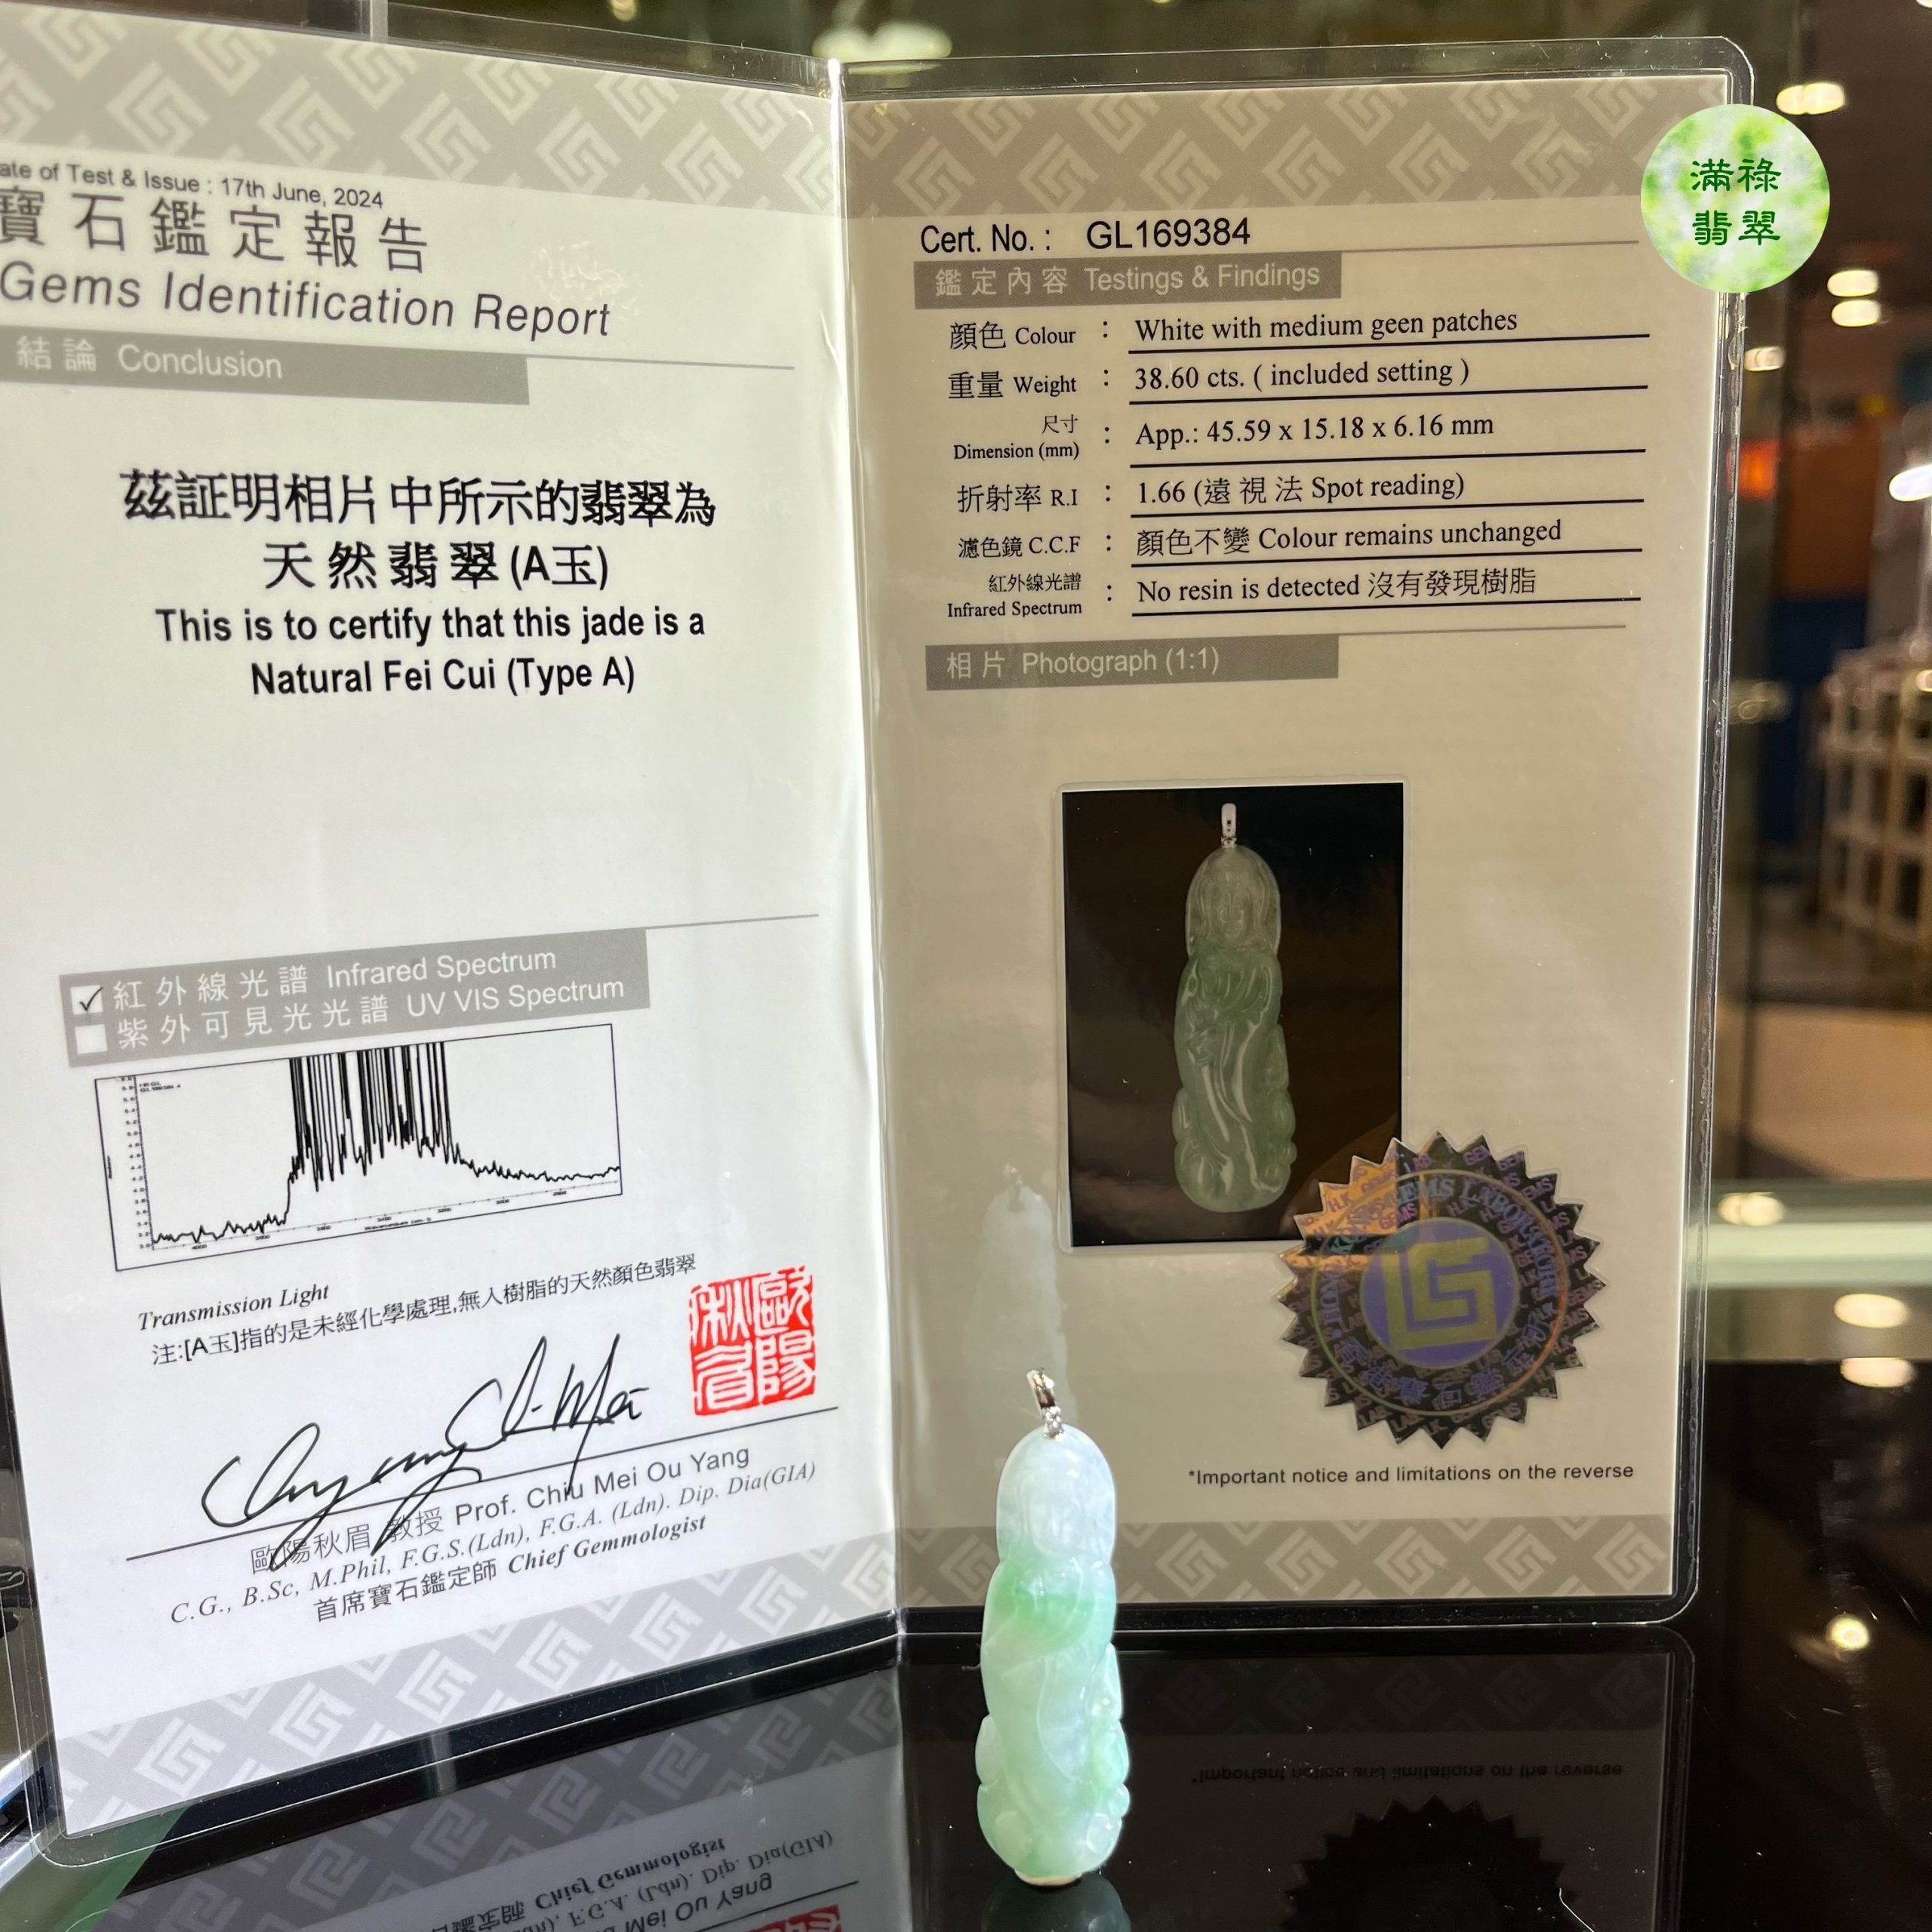 ate of Test & Issue : 17th June, 2024
寶石鑑定報告
Gems Identification Report
結論 Conclusion
茲証明相片中所示的翡翠為
天然翡翠(A玉)
This is to certify that this jade is a
Natural Fei Cui (Type A)
紅外線光譜 Infrared Spectrum
紫外可見光光譜 UV VIS Spectrum
Transmission Light
注:[A玉]指的是未經化學處理,無入樹脂的天然顏色翡翠
歐陽秋眉
歐陽秋眉 教授 Prof. Chiu Mei Ou Yang
C.G., B.Sc, M.Phil, F.G.S.(Ldn), F.G.A. (Ldn). Dip. Dia(GIA)
首席寶石鑑定師 Chief Gemmologist
滿祿
翡翠
Cert. No. : GL169384
鑑定內容 Testings & Findings
顏色 Colour : White with medium geen patches
重量 Weight : 38.60 cts. ( included setting )
尺寸
Dimension (mm) : App.: 45.59 x 15.18 x 6.16 mm
折射率 R.I : 1.66 (遠視法 Spot reading)
濾色鏡 C.C.F : 顏色不變 Colour remains unchanged
紅外線光譜
Infrared Spectrum : No resin is detected 沒有發現樹脂
相片 Photograph (1:1)
*Important notice and limitations on the reverse